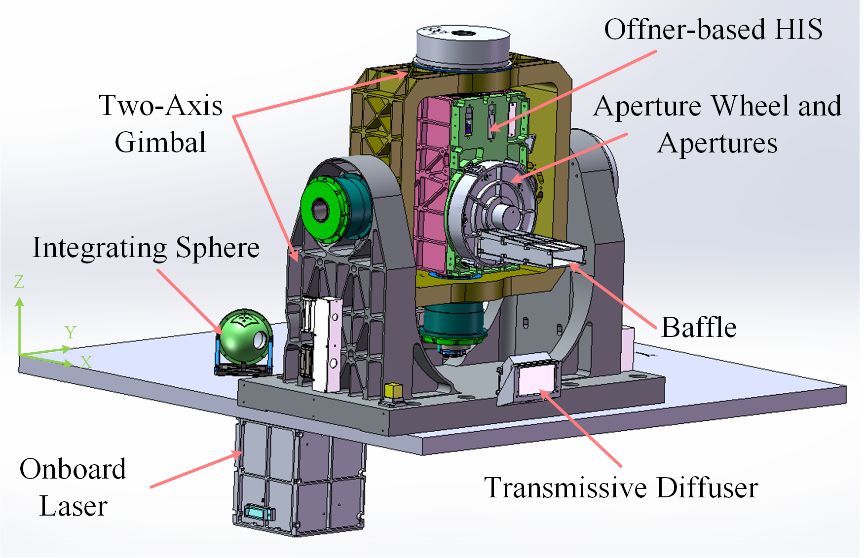 Offner-based HIS
Two-Axis
Gimbal
Aperture Wheel and
Apertures
Integrating Sphere
Z
Y
X
Baffle
Onboard
Laser
Transmissive Diffuser